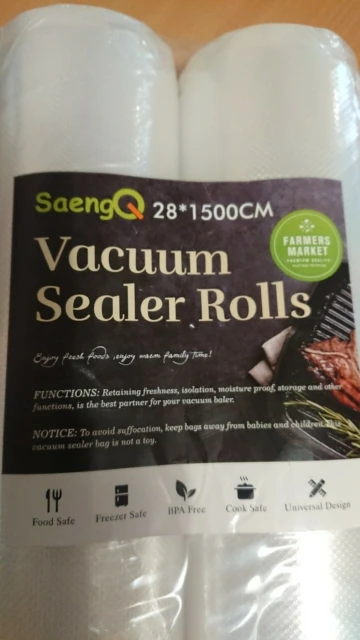 SaengQ 28*1500CM
FARMERS
MARKET
PREMIUM QUALITY
Vacuum
Sealer Rolls
Enjoy fresh foods, enjoy warm family time!
FUNCTIONS: Retaining freshness, isolation, moisture proof, storage and other
functions, is the best partner for your vacuum baler.
NOTICE: To avoid suffocation, keep bags away from babies and children. This
vacuum sealer bag is not a toy.
Food Safe Freezer Safe BPA Free Cook Safe Universal Design